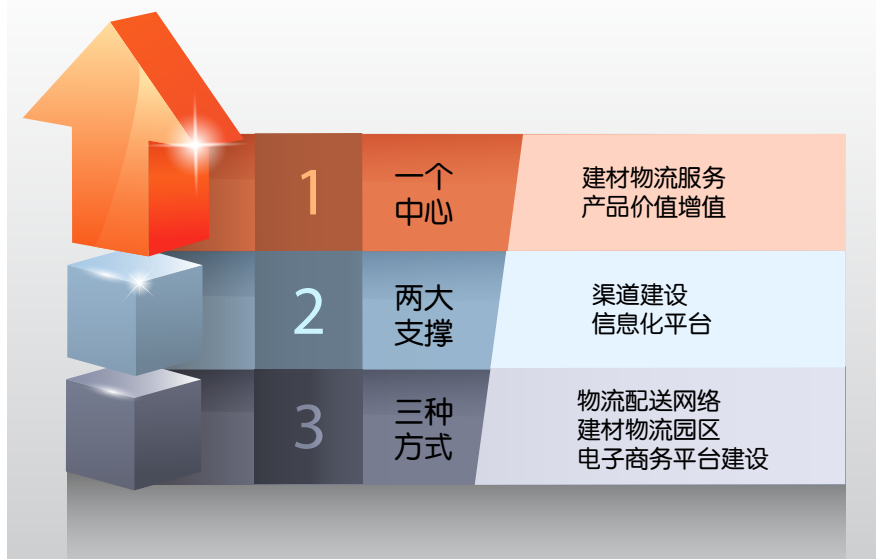 1
一个
中心
建材物流服务
产品价值增值
2
两大
支撑
渠道建设
信息化平台
3
三种
方式
物流配送网络
建材物流园区
电子商务平台建设